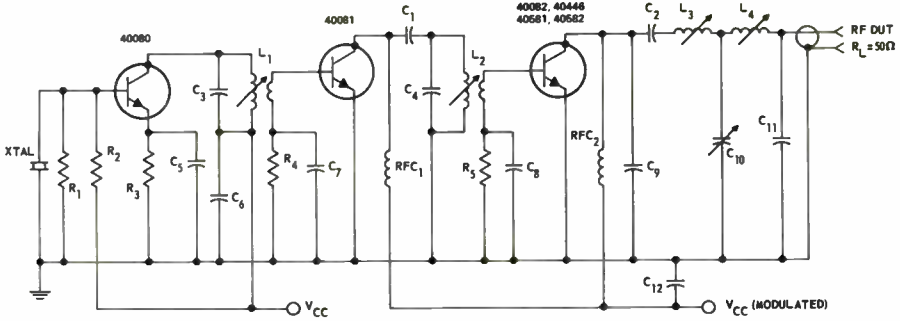 40080
40081
40082, 40446
40581, 40582
C1
C2
L3
L4
RF DUT
RL = 50Ω
L1
L2
C3
C4
XTAL
R1
R2
R3
C5
C6
R4
C7
RFC1
R5
C8
RFC2
C9
C10
C11
C12
VCC
VCC (MODULATED)